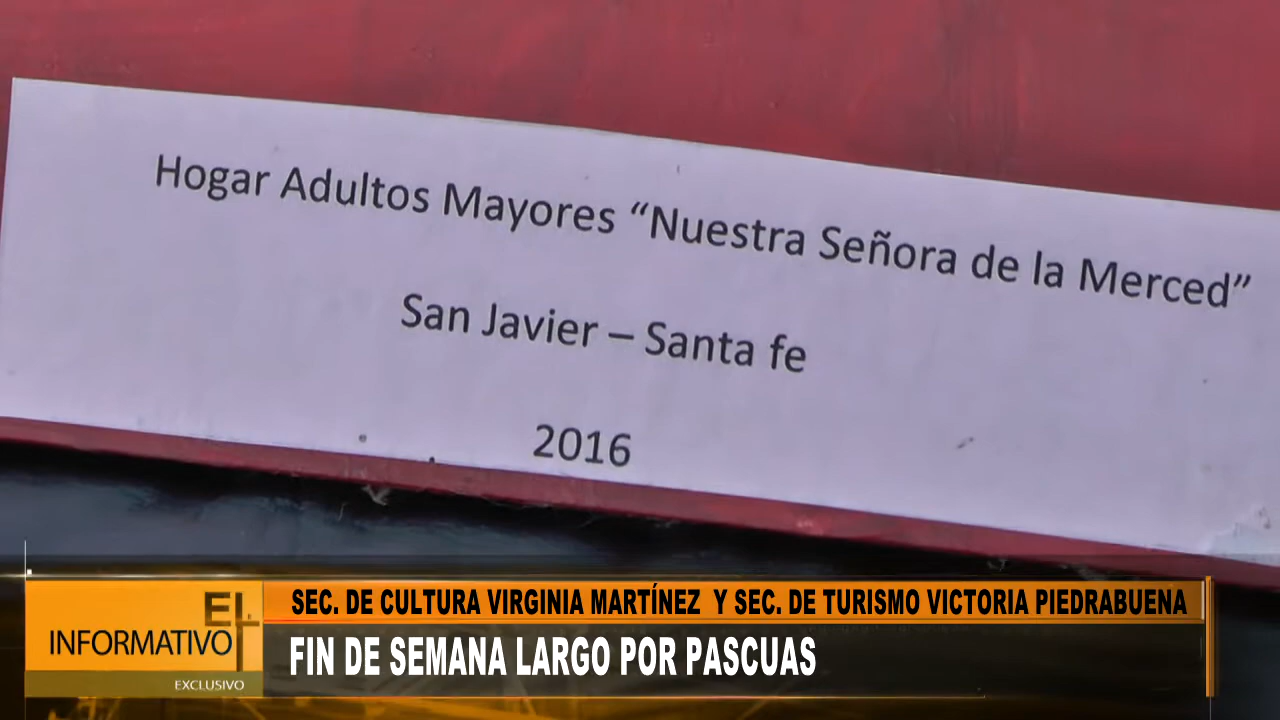 Hogar Adultos Mayores “Nuestra Señora de la Merced”
San Javier – Santa fe
2016
SEC. DE CULTURA VIRGINIA MARTÍNEZ Y SEC. DE TURISMO VICTORIA PIEDRABUENA
FIN DE SEMANA LARGO POR PASCUAS
EL
INFORMATIVO
EXCLUSIVO